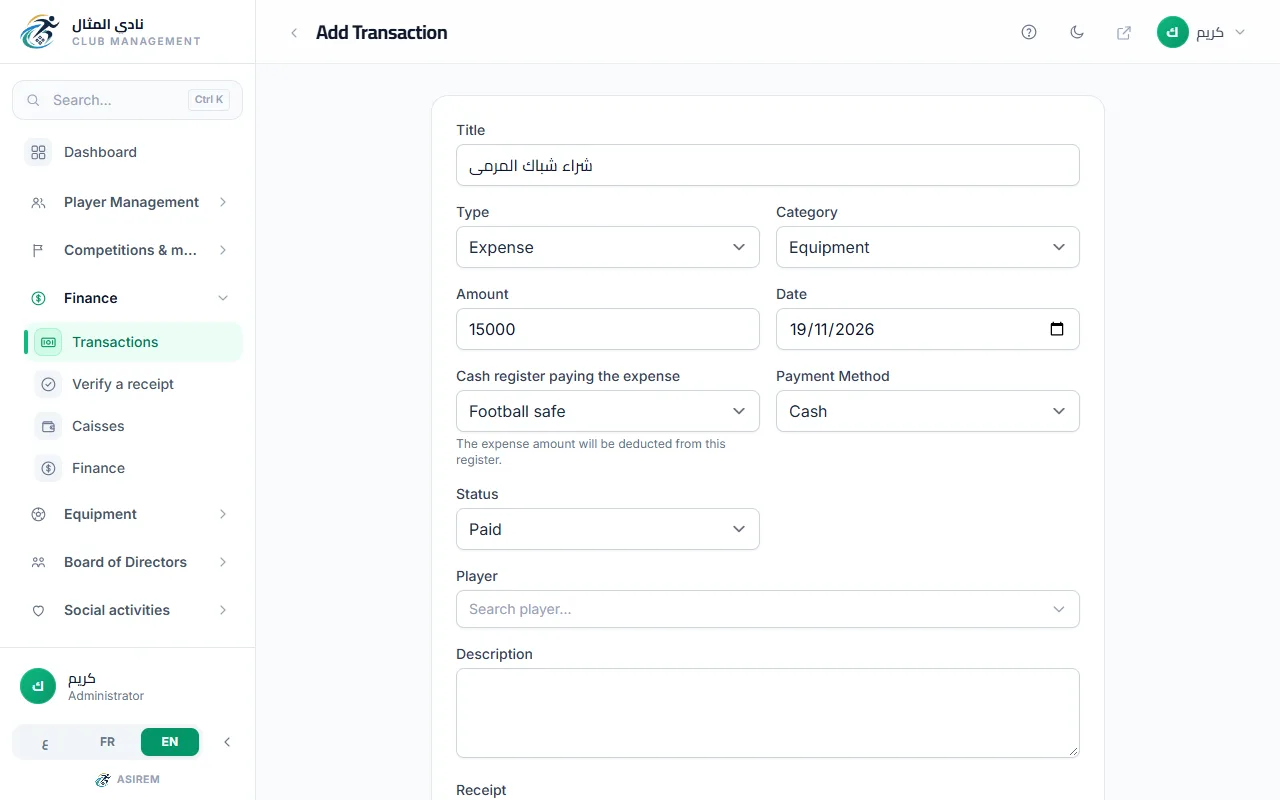 نادي المثال
CLUB MANAGEMENT
Search...
Ctrl K
Dashboard
Player Management
Competitions & m...
Finance
Transactions
Verify a receipt
Caisses
Finance
Equipment
Board of Directors
Social activities
ك
كريم
Administrator
ع
FR
EN
ASIREM
Add Transaction
ك
كريم
Title
شراء شباك المرمى
Type
Category
Expense
Equipment
Amount
Date
15000
19/11/2026
Cash register paying the expense
Payment Method
Football safe
Cash
The expense amount will be deducted from this
register.
Status
Paid
Player
Search player...
Description
Receipt